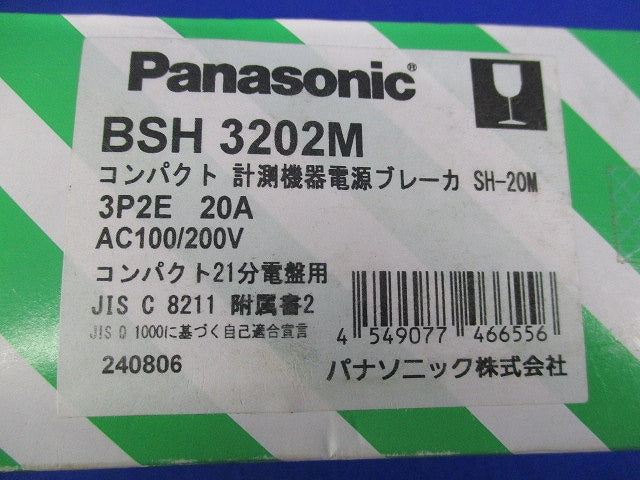 Panasonic®
BSH 3202M
コンパクト 計測機器電源ブレーカ SH-20M
3P2E 20A
AC100/200V
コンパクト21分電盤用
JIS C 8211 附属書2
JIS Q 1000に基づく自己適合宣言
4 549077 466556
240806
パナソニック株式会社